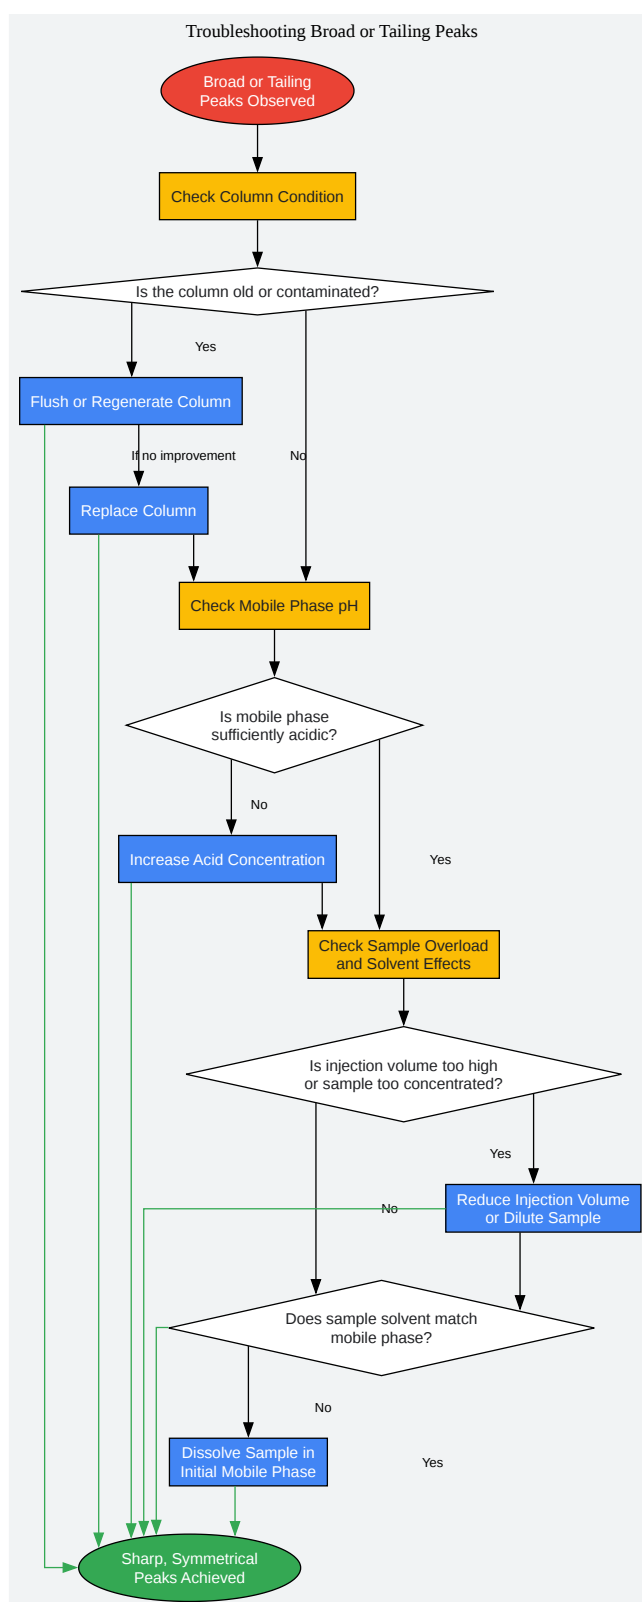 Troubleshooting Broad or Tailing Peaks
Broad or Tailing
Peaks Observed
Check Column Condition
Is the column old or contaminated?
Yes
Flush or Regenerate Column
If no improvement
No
Replace Column
Check Mobile Phase pH
Is mobile phase
sufficiently acidic?
No
Increase Acid Concentration
Yes
Check Sample Overload
and Solvent Effects
Is injection volume too high
or sample too concentrated?
Yes
Reduce Injection Volume
or Dilute Sample
No
Does sample solvent match
mobile phase?
No
Dissolve Sample in
Initial Mobile Phase
Yes
Sharp, Symmetrical
Peaks Achieved